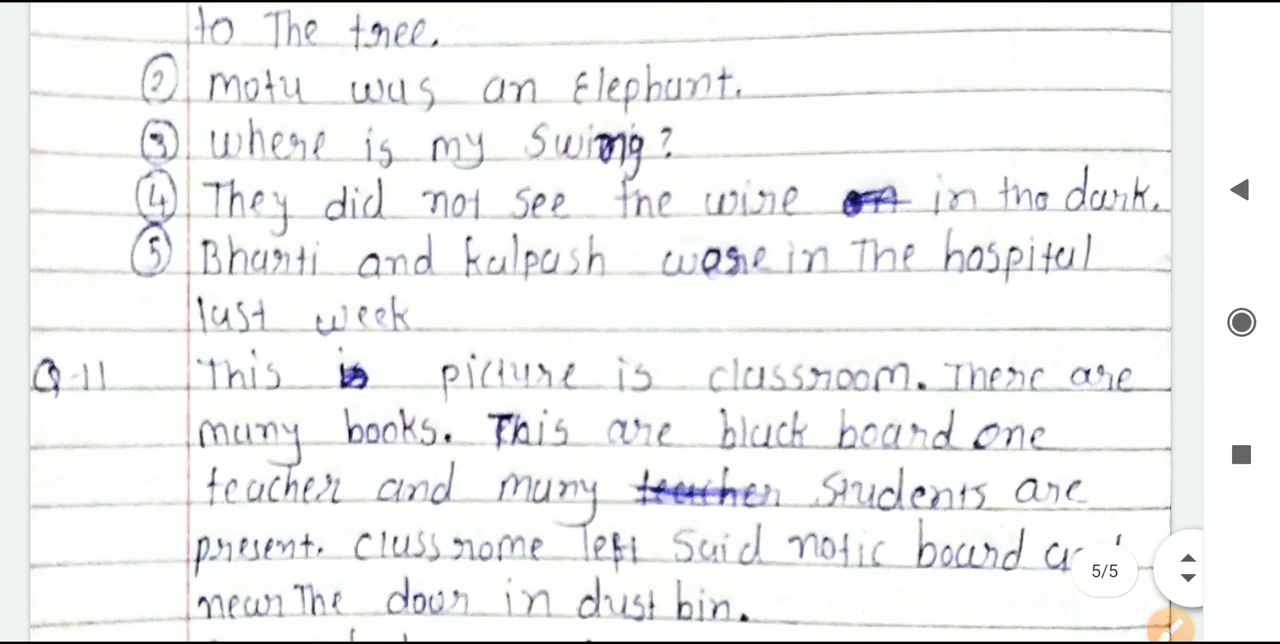 to The tree.
② motu was an Elephant.
③ where is my swing?
④ They did not see the wire in the dark.
⑤ Bharti and kalpash were in The hospital
last week
Q-11 This picture is classroom. There are
many books. This are black board one
teacher and many students are
present. classrome left said notic board
near The door in dust bin.
5/5